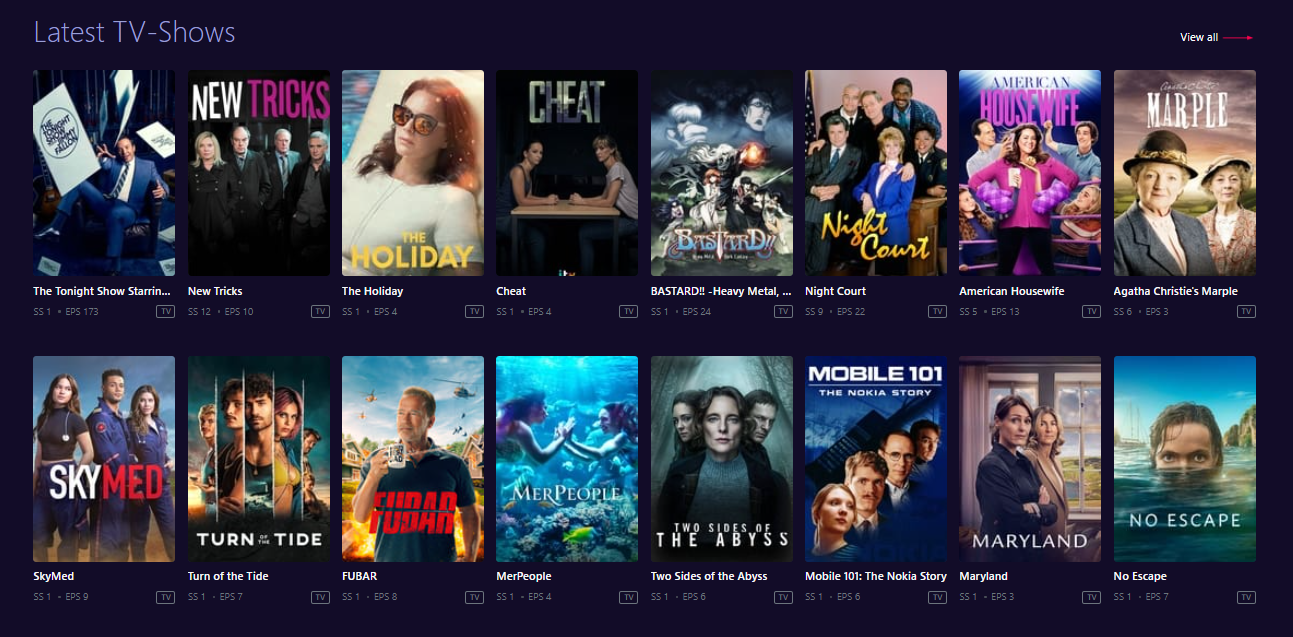 Latest TV-Shows
View all
THE TONIGHT SHOW JIMMY FALLON
NEW TRICKS
THE HOLIDAY
CHEAT
itv
BASTARD!!
Night Court
AMERICAN HOUSEWIFE
Agatha Christie's
MARPLE
The Tonight Show Starrin...
New Tricks
The Holiday
Cheat
BASTARD!! -Heavy Metal, ...
Night Court
American Housewife
Agatha Christie's Marple
SS 1 • EPS 173 TV
SS 12 • EPS 10 TV
SS 1 • EPS 4 TV
SS 1 • EPS 4 TV
SS 1 • EPS 24 TV
SS 9 • EPS 22 TV
SS 5 • EPS 13 TV
SS 6 • EPS 3 TV
SKYMED
TURN OF THE TIDE
FUBAR
MERPEOPLE
TWO SIDES OF
THE ABYSS
MOBILE 101
THE NOKIA STORY
MARYLAND
NO ESCAPE
SkyMed
Turn of the Tide
FUBAR
MerPeople
Two Sides of the Abyss
Mobile 101: The Nokia Story
Maryland
No Escape
SS 1 • EPS 9 TV
SS 1 • EPS 7 TV
SS 1 • EPS 8 TV
SS 1 • EPS 4 TV
SS 1 • EPS 6 TV
SS 1 • EPS 6 TV
SS 1 • EPS 3 TV
SS 1 • EPS 7 TV